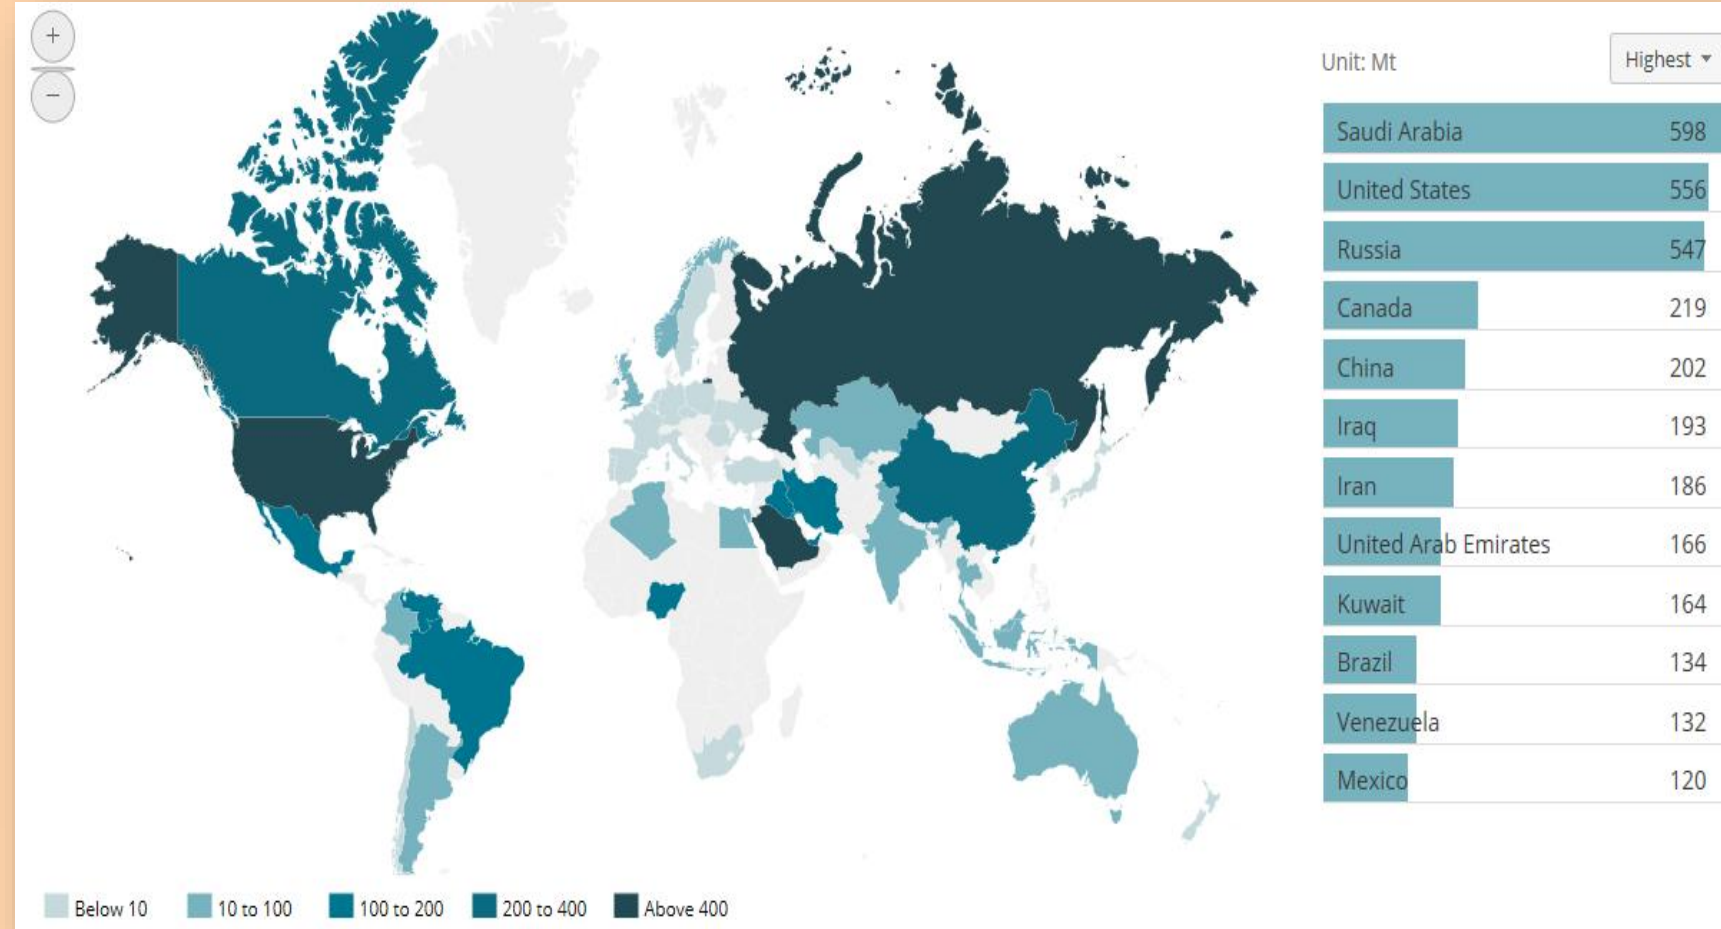 +
−
Unit: Mt
Highest
Saudi Arabia 598
United States 556
Russia 547
Canada 219
China 202
Iraq 193
Iran 186
United Arab Emirates 166
Kuwait 164
Brazil 134
Venezuela 132
Mexico 120
Below 10 10 to 100 100 to 200 200 to 400 Above 400